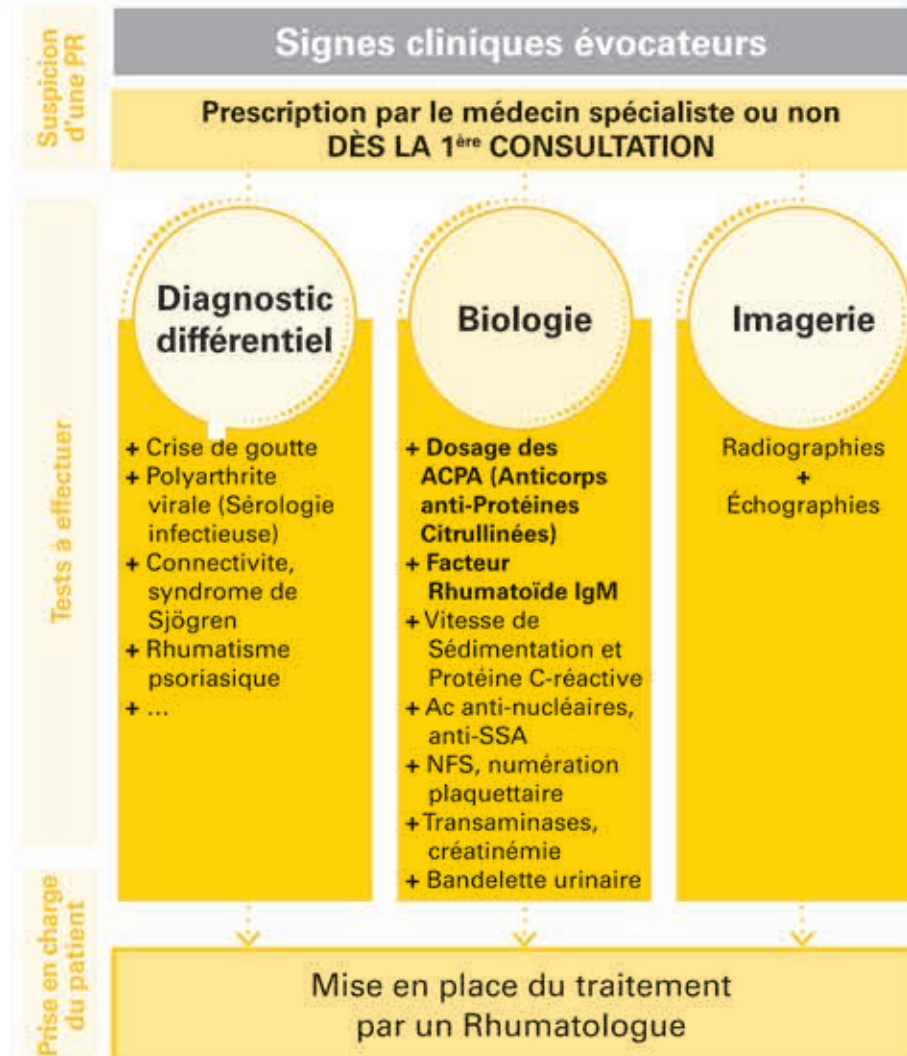 Suspicion
d'une PR
Signes cliniques évocateurs
Prescription par le médecin spécialiste ou non
DÈS LA 1ère CONSULTATION
Tests à effectuer
Diagnostic
différentiel
+ Crise de goutte
+ Polyarthrite
virale (Sérologie
infectieuse)
+ Connectivite,
syndrome de
Sjögren
+ Rhumatisme
psoriasique
+ ...
Biologie
+ Dosage des
ACPA (Anticorps
anti-Protéines
Citrullinées)
+ Facteur
Rhumatoïde IgM
+ Vitesse de
Sédimentation et
Protéine C-réactive
+ Ac anti-nucléaires,
anti-SSA
+ NFS, numération
plaquettaire
+ Transaminases,
créatinémie
+ Bandelette urinaire
Imagerie
Radiographies
+
Échographies
Prise en charge
du patient
Mise en place du traitement
par un Rhumatologue